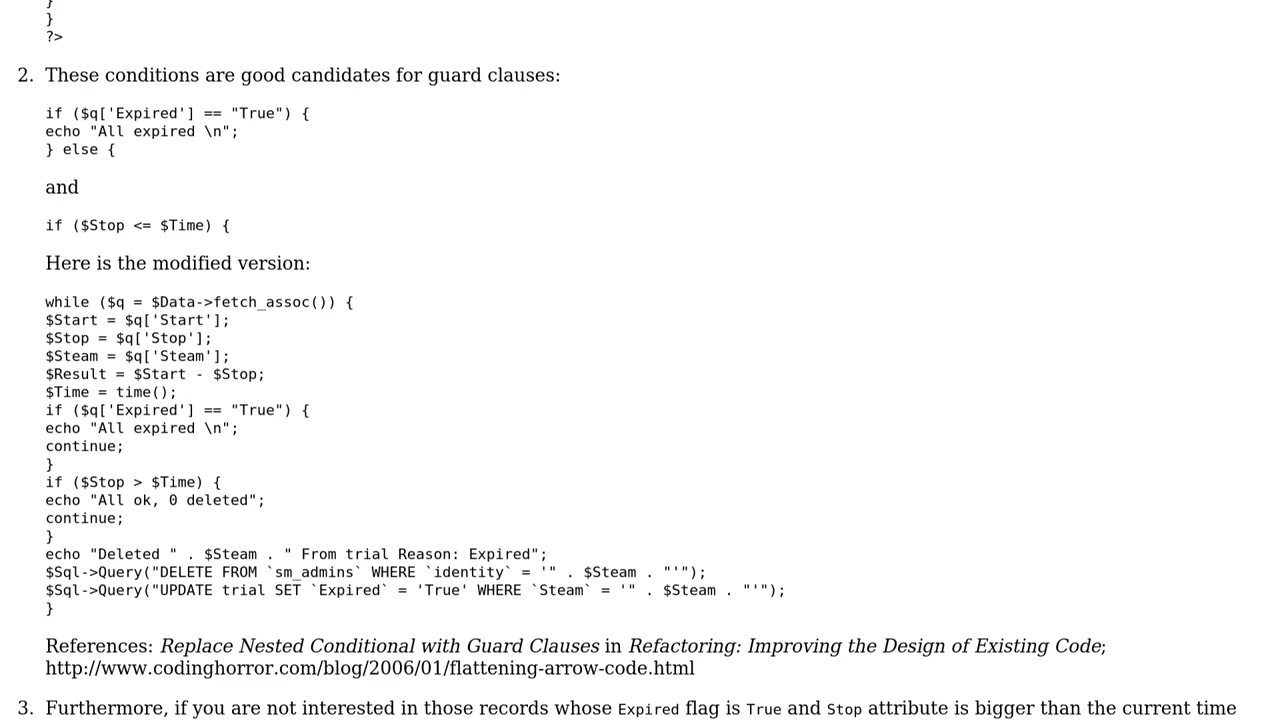 }
}
?>
2. These conditions are good candidates for guard clauses:
if ($q['Expired'] == "True") {
echo "All expired \n";
} else {
and
if ($Stop <= $Time) {
Here is the modified version:
while ($q = $Data->fetch_assoc()) {
$Start = $q['Start'];
$Stop = $q['Stop'];
$Steam = $q['Steam'];
$Result = $Start - $Stop;
$Time = time();
if ($q['Expired'] == "True") {
echo "All expired \n";
continue;
}
if ($Stop > $Time) {
echo "All ok, 0 deleted";
continue;
}
echo "Deleted " . $Steam . " From trial Reason: Expired";
$Sql->Query("DELETE FROM `sm_admins` WHERE `identity` = '" . $Steam . "'");
$Sql->Query("UPDATE trial SET `Expired` = 'True' WHERE `Steam` = '" . $Steam . "'");
}
References: Replace Nested Conditional with Guard Clauses in Refactoring: Improving the Design of Existing Code;
http://www.codinghorror.com/blog/2006/01/flattening-arrow-code.html
3. Furthermore, if you are not interested in those records whose Expired flag is True and Stop attribute is bigger than the current time